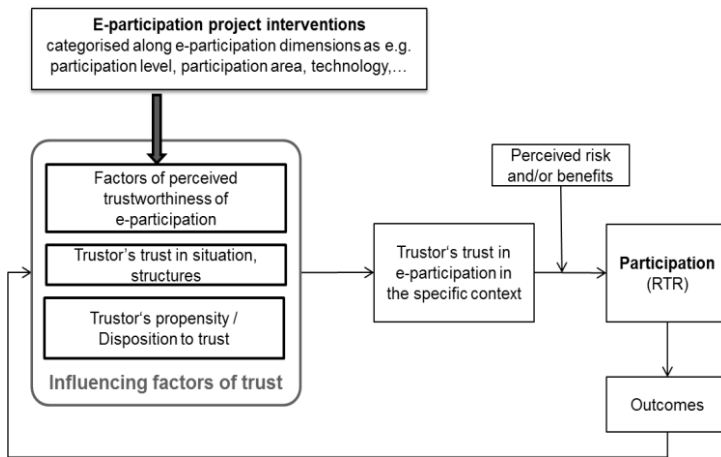 E-participation project interventions
categorised along e-participation dimensions as e.g.
participation level, participation area, technology,...
Factors of perceived
trustworthiness of
e-participation
Trustor's trust in situation,
structures
Trustor's propensity /
Disposition to trust
Influencing factors of trust
Trustor's trust in
e-participation in
the specific context
Perceived risk
and/or benefits
Participation
(RTR)
Outcomes